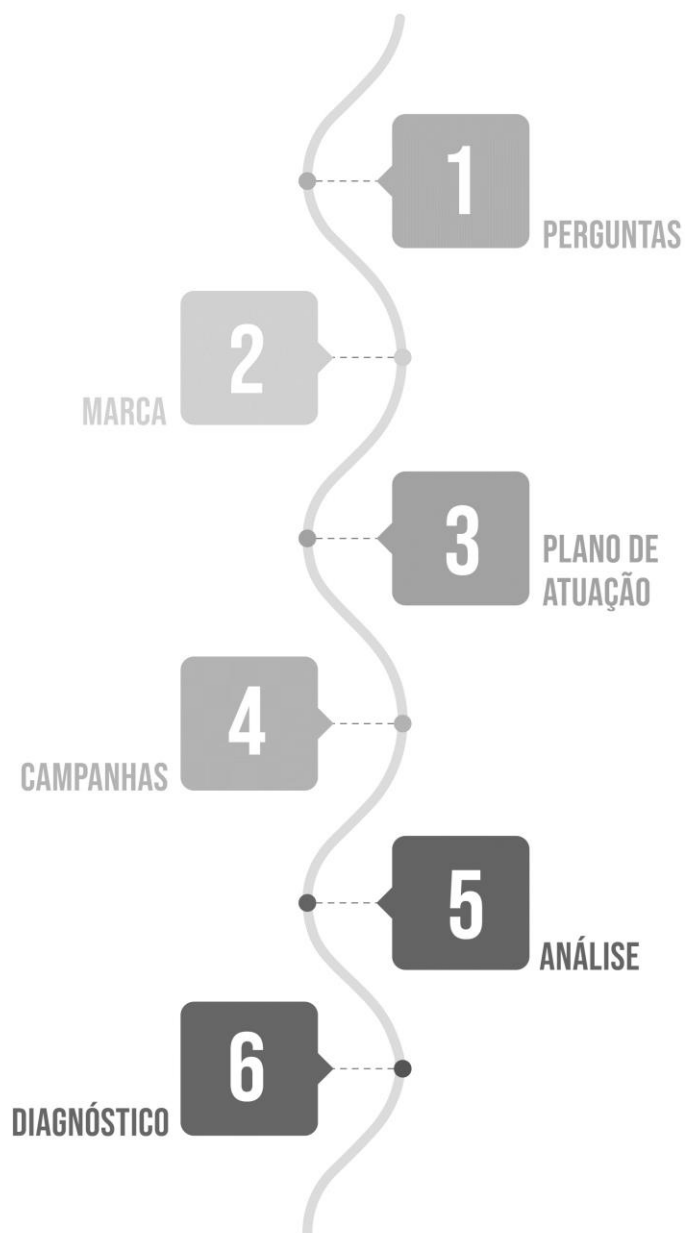 1
PERGUNTAS
2
MARCA
3
PLANO DE
ATUAÇÃO
4
CAMPANHAS
5
ANÁLISE
6
DIAGNÓSTICO